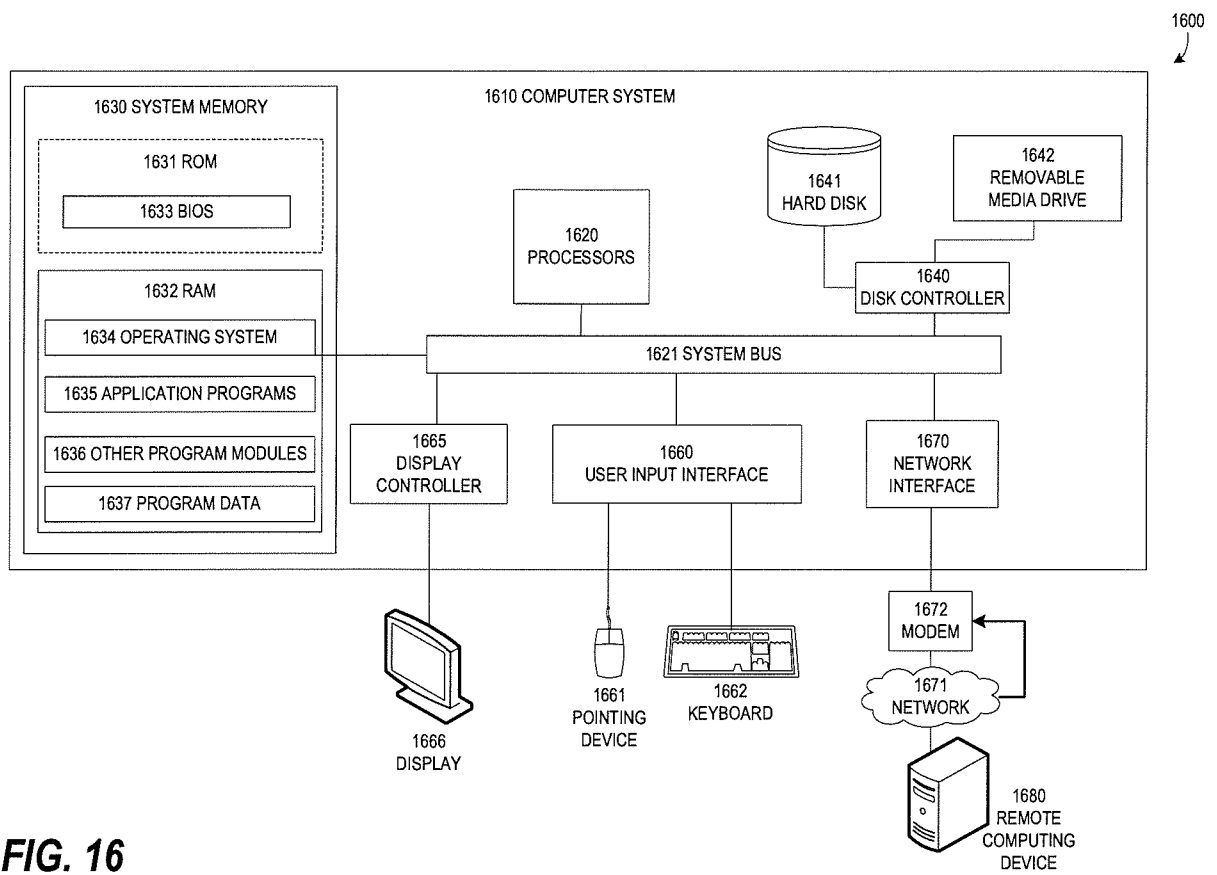 1600
1610 COMPUTER SYSTEM
1630 SYSTEM MEMORY
1631 ROM
1633 BIOS
1632 RAM
1634 OPERATING SYSTEM
1635 APPLICATION PROGRAMS
1636 OTHER PROGRAM MODULES
1637 PROGRAM DATA
1620
PROCESSORS
1641
HARD DISK
1642
REMOVABLE
MEDIA DRIVE
1640
DISK CONTROLLER
1621 SYSTEM BUS
1665
DISPLAY
CONTROLLER
1660
USER INPUT INTERFACE
1670
NETWORK
INTERFACE
1666
DISPLAY
1661
POINTING
DEVICE
1662
KEYBOARD
1672
MODEM
1671
NETWORK
1680
REMOTE
COMPUTING
DEVICE
FIG. 16